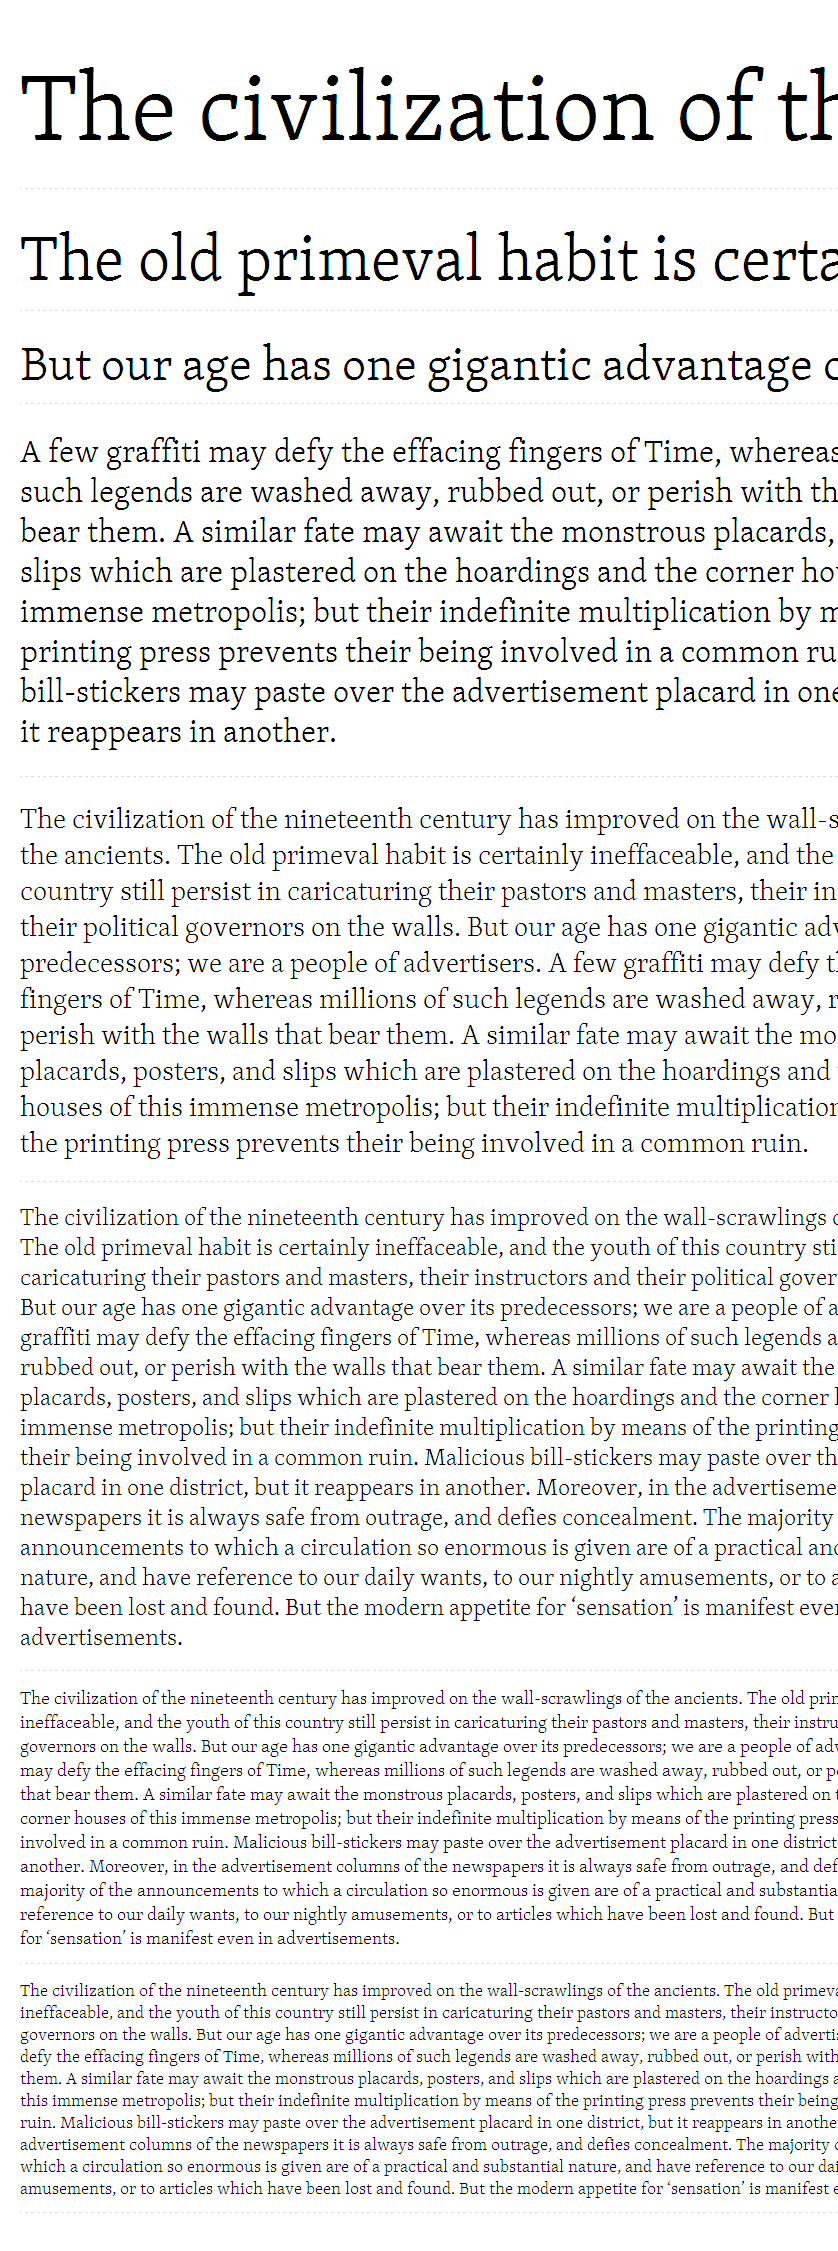 The civilization of th
The old primeval habit is certa
But our age has one gigantic advantage
A few graffiti may defy the effacing fingers of Time, whereas
such legends are washed away, rubbed out, or perish with th
bear them. A similar fate may await the monstrous placards,
slips which are plastered on the hoardings and the corner ho
immense metropolis; but their indefinite multiplication by m
printing press prevents their being involved in a common ru
bill-stickers may paste over the advertisement placard in one
it reappears in another.
The civilization of the nineteenth century has improved on the wall-s
the ancients. The old primeval habit is certainly ineffaceable, and the
country still persist in caricaturing their pastors and masters, their in
their political governors on the walls. But our age has one gigantic adv
predecessors; we are a people of advertisers. A few graffiti may defy t
fingers of Time, whereas millions of such legends are washed away, r
perish with the walls that bear them. A similar fate may await the mo
placards, posters, and slips which are plastered on the hoardings and
houses of this immense metropolis; but their indefinite multiplication
the printing press prevents their being involved in a common ruin.
The civilization of the nineteenth century has improved on the wall-scrawlings o
The old primeval habit is certainly ineffaceable, and the youth of this country sti
caricaturing their pastors and masters, their instructors and their political gover
But our age has one gigantic advantage over its predecessors; we are a people of a
graffiti may defy the effacing fingers of Time, whereas millions of such legends a
rubbed out, or perish with the walls that bear them. A similar fate may await the
placards, posters, and slips which are plastered on the hoardings and the corner
immense metropolis; but their indefinite multiplication by means of the printing
their being involved in a common ruin. Malicious bill-stickers may paste over th
placard in one district, but it reappears in another. Moreover, in the advertiseme
newspapers it is always safe from outrage, and defies concealment. The majority
announcements to which a circulation so enormous is given are of a practical and
nature, and have reference to our daily wants, to our nightly amusements, or to a
have been lost and found. But the modern appetite for ‘sensation’ is manifest even
advertisements.
The civilization of the nineteenth century has improved on the wall-scrawlings of the ancients. The old prim
ineffaceable, and the youth of this country still persist in caricaturing their pastors and masters, their instru
governors on the walls. But our age has one gigantic advantage over its predecessors; we are a people of adv
may defy the effacing fingers of Time, whereas millions of such legends are washed away, rubbed out, or pe
that bear them. A similar fate may await the monstrous placards, posters, and slips which are plastered on t
corner houses of this immense metropolis; but their indefinite multiplication by means of the printing press
involved in a common ruin. Malicious bill-stickers may paste over the advertisement placard in one district
another. Moreover, in the advertisement columns of the newspapers it is always safe from outrage, and def
majority of the announcements to which a circulation so enormous is given are of a practical and substantia
reference to our daily wants, to our nightly amusements, or to articles which have been lost and found. But
for ‘sensation’ is manifest even in advertisements.
The civilization of the nineteenth century has improved on the wall-scrawlings of the ancients. The old primeva
ineffaceable, and the youth of this country still persist in caricaturing their pastors and masters, their instructo
governors on the walls. But our age has one gigantic advantage over its predecessors; we are a people of adverti
defy the effacing fingers of Time, whereas millions of such legends are washed away, rubbed out, or perish with
them. A similar fate may await the monstrous placards, posters, and slips which are plastered on the hoardings a
this immense metropolis; but their indefinite multiplication by means of the printing press prevents their being
ruin. Malicious bill-stickers may paste over the advertisement placard in one district, but it reappears in anothe
advertisement columns of the newspapers it is always safe from outrage, and defies concealment. The majority o
which a circulation so enormous is given are of a practical and substantial nature, and have reference to our dai
amusements, or to articles which have been lost and found. But the modern appetite for ‘sensation’ is manifest e